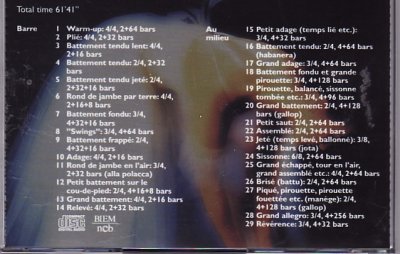 Total time 61'41"
Barre
1 Warm-up: 4/4, 2+64 bars
2 Plié: 4/4, 2+32 bars
3 Battement tendu lent: 4/4,
2+16 bars
4 Battement tendu: 2/4, 2+32
bars
5 Battement tendu jeté: 2/4,
2+32+16 bars
6 Rond de jambe par terre: 4/4,
2+16+8 bars
7 Battement fondu: 3/4,
4+32 bars
8 "Swings": 3/4, 4+64 bars
9 Battement frappé: 2/4,
4+32+16 bars
10 Adage: 4/4, 2+16 bars
11 Rond de jambe en l'air: 3/4,
2+32 bars (alla polacca)
12 Petit battement sur le
cou-de-pied: 2/4, 4+16+8 bars
13 Grand battement: 2/4, 4+16 bars
14 Relevé: 4/4, 2+32 bars
Au
milieu
15 Petit adage (temps lié etc.):
3/4, 4+32 bars
16 Battement tendu: 2/4, 4+64 bars
(habanera)
17 Grand adage: 3/4, 4+64 bars
18 Battement fondu et grande
pirouette: 3/4, 4+32 bars
19 Pirouette, balancé, sissonne
tombée etc.: 3/4, 4+96 bars
20 Grand battement: 2/4, 4+128
bars (gallop)
21 Petit saut: 2/4, 2+64 bars
22 Assemblé: 2/4, 2+64 bars
23 Jeté (temps levé, ballonné): 3/8,
4+128 bars (jota)
24 Sissonne: 6/8, 2+64 bars
25 Grand échappé, tour en l'air,
grand assemblé etc.: 4/4, 2+64 bars
26 Brisé (battu): 2/4, 2+64 bars
27 Piqué, pirouette, pirouette
fouettée etc. (manège): 2/4,
4+128 bars (gallop)
28 Grand allegro: 3/4, 4+256 bars
29 Révérence: 3/4, 4+32 bars
COMPACT
disc
DIGITAL AUDIO
BIEM
ncb